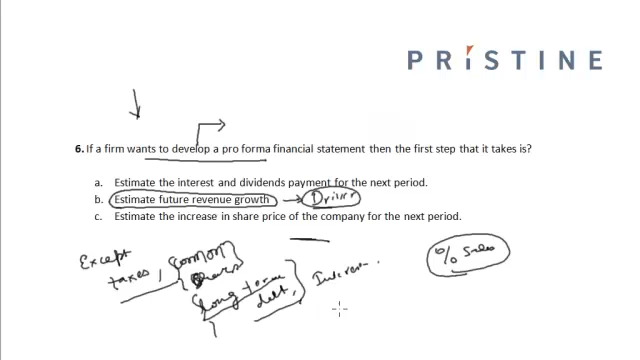 PRISTINE
6. If a firm wants to develop a pro forma financial statement then the first step that it takes is?
a. Estimate the interest and dividends payment for the next period.
b. Estimate future revenue growth Driver
c. Estimate the increase in share price of the company for the next period.
Except
taxes, common
long term
debt, Interest.
% Sales